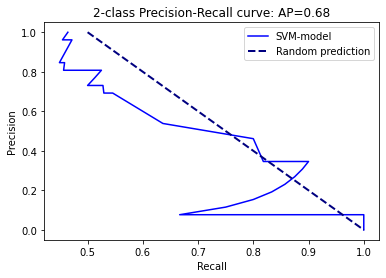 2-class Precision-Recall curve: AP=0.68
SVM-model
Random prediction
Precision
1.0
0.8
0.6
0.4
0.2
0.0
0.5 0.6 0.7 0.8 0.9 1.0
Recall